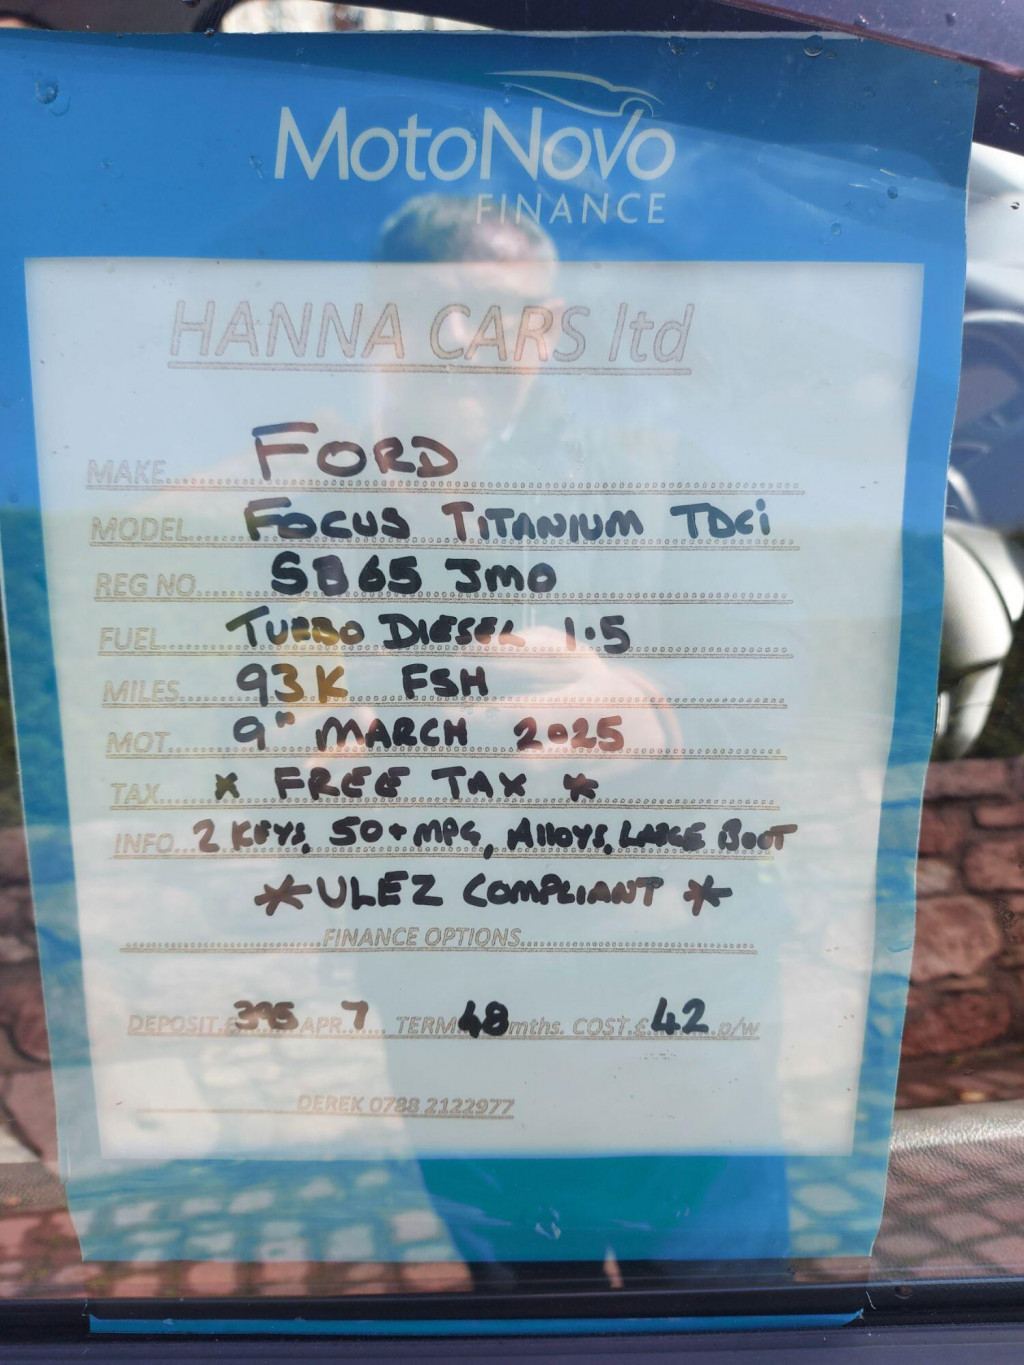 MotoNovo
FINANCE
HANNA CARS ltd
MAKE FORD
MODEL FOCUS TITANIUM TDCi
REG NO SB65 JMO
FUEL TURBO DIESEL 1.5
MILES 93K FSH
MOT 9" MARCH 2025
TAX * FREE TAX *
INFO 2 KEYS, 50+MPG, Alloys, LARGE BOOT
* ULEZ COMPLIANT *
FINANCE OPTIONS
DEPOSIT £395 APR 7 TERM 48 mths. COST £ 42 p/w
DEREK 0788 2122977